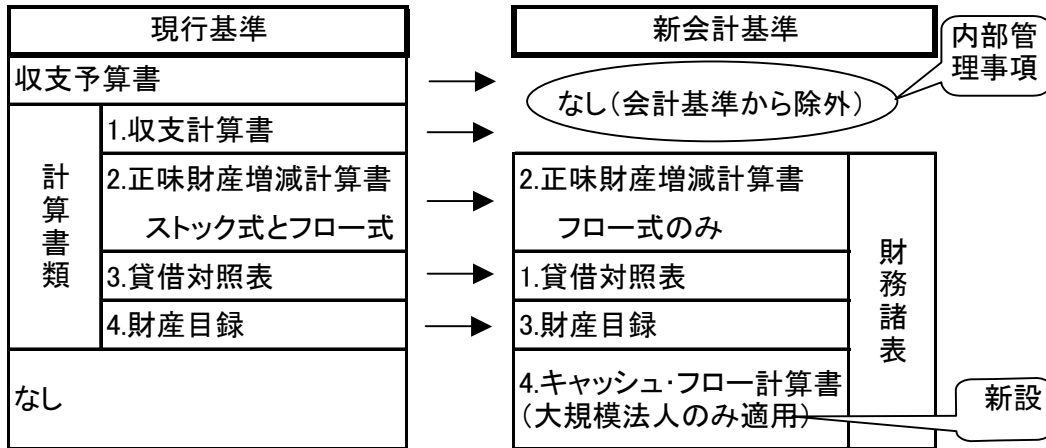 現行基準
収支予算書
計算書類
1.収支計算書
2.正味財産増減計算書
ストック式とフロー式
3.貸借対照表
4.財産目録
なし
新会計基準
内部管
理事項
なし(会計基準から除外)
2.正味財産増減計算書
フロー式のみ
1.貸借対照表
3.財産目録
4.キャッシュ・フロー計算書
(大規模法人のみ適用)
財務諸表
新設